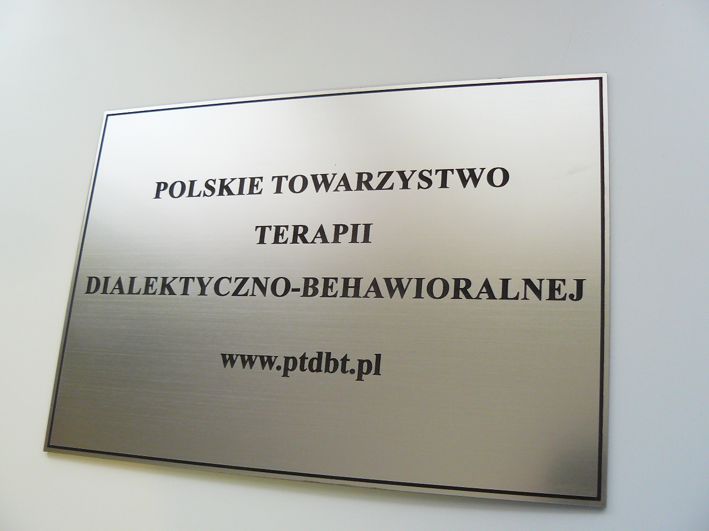 POLSKIE TOWARZYSTWO
TERAPII
DIALEKTYCZNO-BEHAWIORALNEJ
www.ptdbt.pl